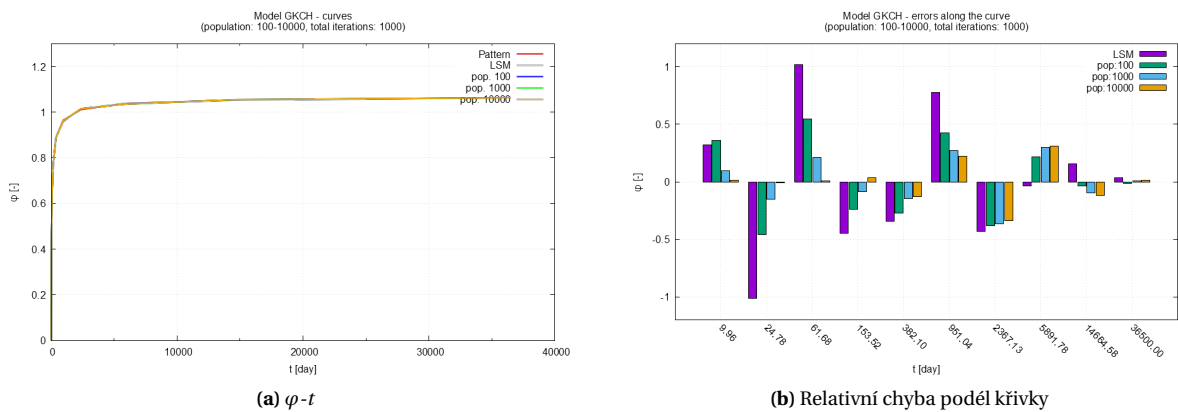 Model GKCH - curves
(population: 100-10000, total iterations: 1000)
Pattern
LSM
pop. 100
pop. 1000
pop. 10000
1.2
1
0.8
0.6
0.4
0.2
0
φ [-]
0
10000
20000
30000
40000
t [day]
(a) φ-t
Model GKCH - errors along the curve
(population: 100-10000, total iterations: 1000)
LSM
pop:100
pop:1000
pop:10000
1
0.5
0
-0.5
-1
φ [-]
9.96
24.78
61.68
153.52
382.10
951.04
2367.13
5891.78
14664.58
36500.00
t [day]
(b) Relativní chyba podél křivky